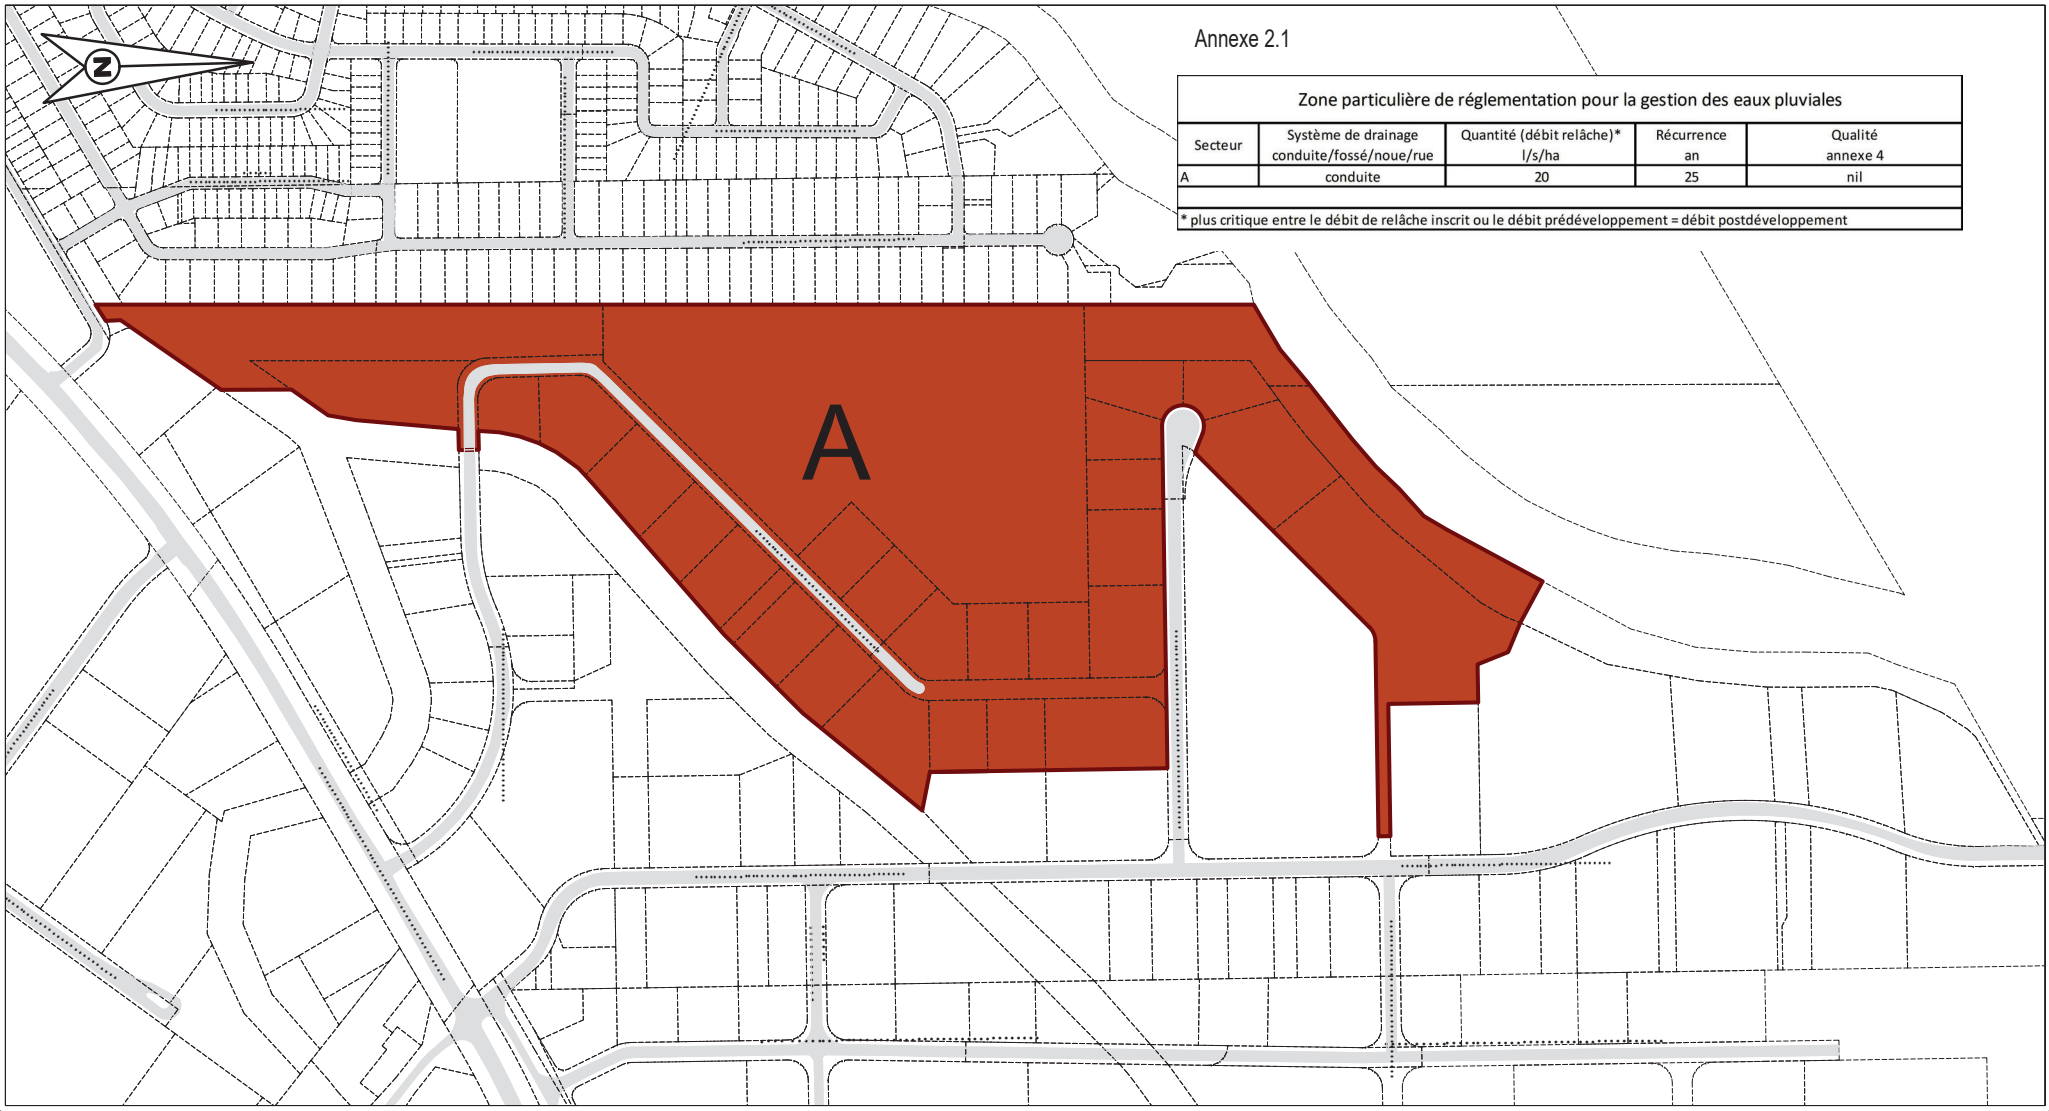 Annexe 2.1
Zone particulière de réglementation pour la gestion des eaux pluviales
Secteur
Système de drainage
conduite/fossé/noue/rue
Quantité (débit relâche)*
l/s/ha
Récurrence
an
Qualité
annexe 4
A
conduite
20
25
nil
* plus critique entre le débit de relâche inscrit ou le débit prédéveloppement = débit postdéveloppement
N
A